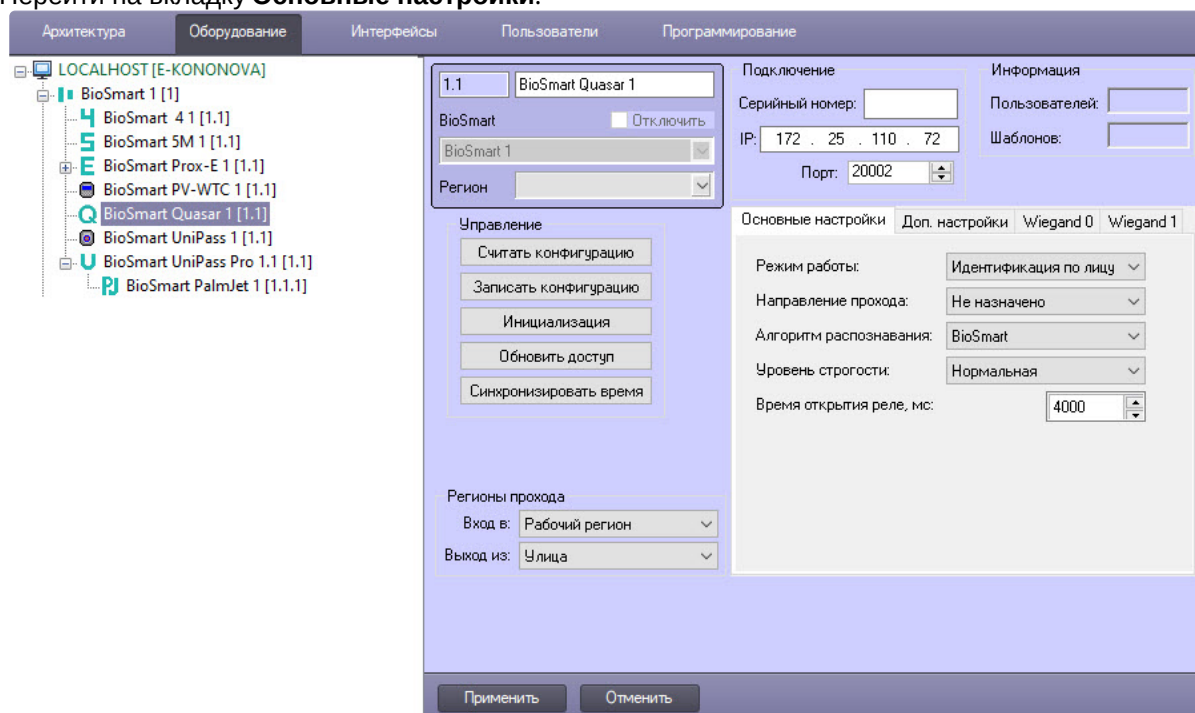 Перейти на вкладку Основные настройки.
Архитектура Оборудование Интерфейсы Пользователи Программирование
LOCALHOST [E-KONONOVA]
BioSmart 1 [1]
BioSmart 4 1 [1.1]
BioSmart 5M 1 [1.1]
BioSmart Prox-E 1 [1.1]
BioSmart PV-WTC 1 [1.1]
BioSmart Quasar 1 [1.1]
BioSmart UniPass 1 [1.1]
BioSmart UniPass Pro 1.1 [1.1]
BioSmart PalmJet 1 [1.1.1]
1.1 BioSmart Quasar 1
BioSmart Отключить
BioSmart 1
Регион
Управление
Считать конфигурацию
Записать конфигурацию
Инициализация
Обновить доступ
Синхронизировать время
Регионы прохода
Вход в: Рабочий регион
Выход из: Улица
Подключение
Серийный номер:
IP: 172 . 25 . 110 . 72
Порт: 20002
Информация
Пользователей:
Шаблонов:
Основные настройки Доп. настройки Wiegand 0 Wiegand 1
Режим работы: Идентификация по лицу
Направление прохода: Не назначено
Алгоритм распознавания: BioSmart
Уровень строгости: Нормальная
Время открытия реле, мс: 4000
Применить Отменить